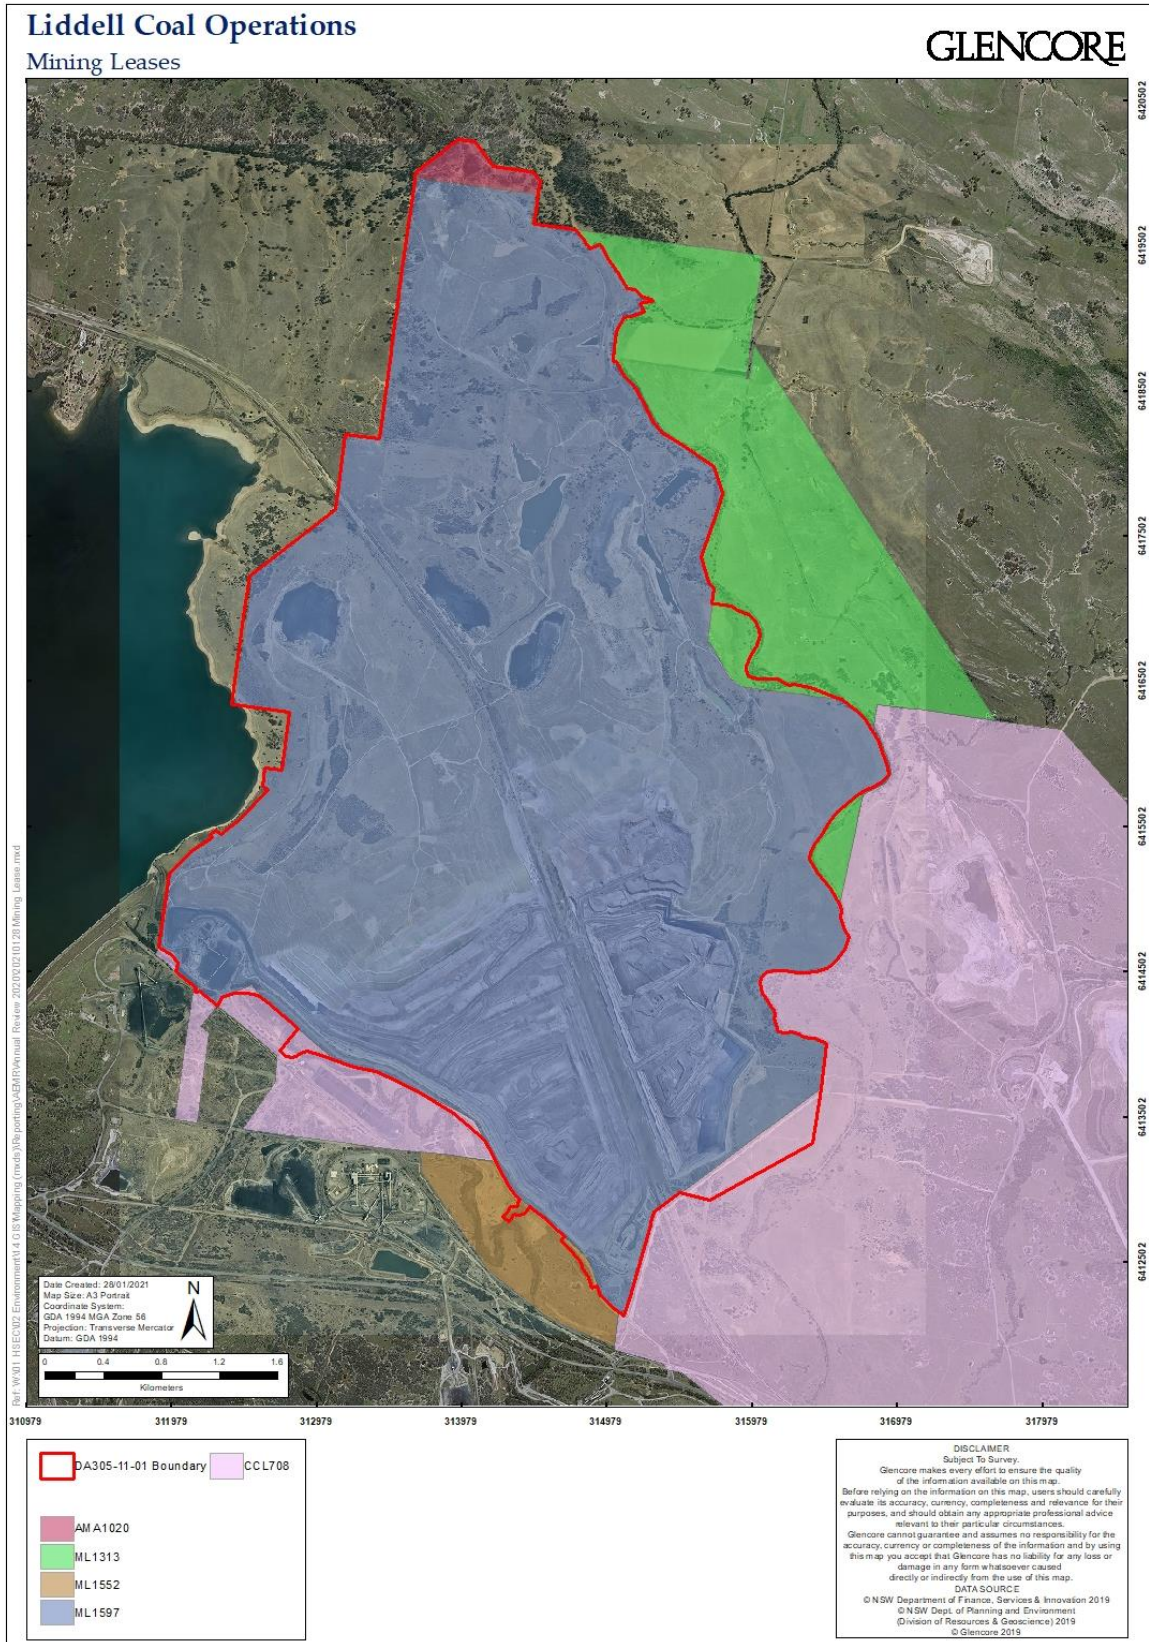 Liddell Coal Operations
Mining Leases
GLENCORE
6420502
6419502
6418502
6417502
6416502
6415502
6414502
6413502
6412502
Date Created: 28/01/2021
Map Size: A3 Portrait
Coordinate System:
GDA 1994 MGA Zone 56
Projection: Transverse Mercator
Datum: GDA 1994
N
0 0.4 0.8 1.2 1.6
Kilometers
310979 311979 312979 313979 314979 315979 316979 317979
DA305-11-01 Boundary CCL708
AMA1020
ML1313
ML1552
ML1597
DISCLAIMER
Subject To Survey.
Glencore makes every effort to ensure the quality
of the information available on this map.
Before relying on the information on this map, users should carefully
evaluate its accuracy, currency, completeness and relevance for their
purposes, and should obtain any appropriate professional advice
relevant to their particular circumstances.
Glencore cannot guarantee and assumes no responsibility for the
accuracy, currency or completeness of the information and by using
this map you accept that Glencore has no liability for any loss or
damage in any form whatsoever caused
directly or indirectly from the use of this map.
DATA SOURCE
© NSW Department of Finance, Services & Innovation 2019
© NSW Dept. of Planning and Environment
(Division of Resources & Geoscience) 2019
© Glencore 2019